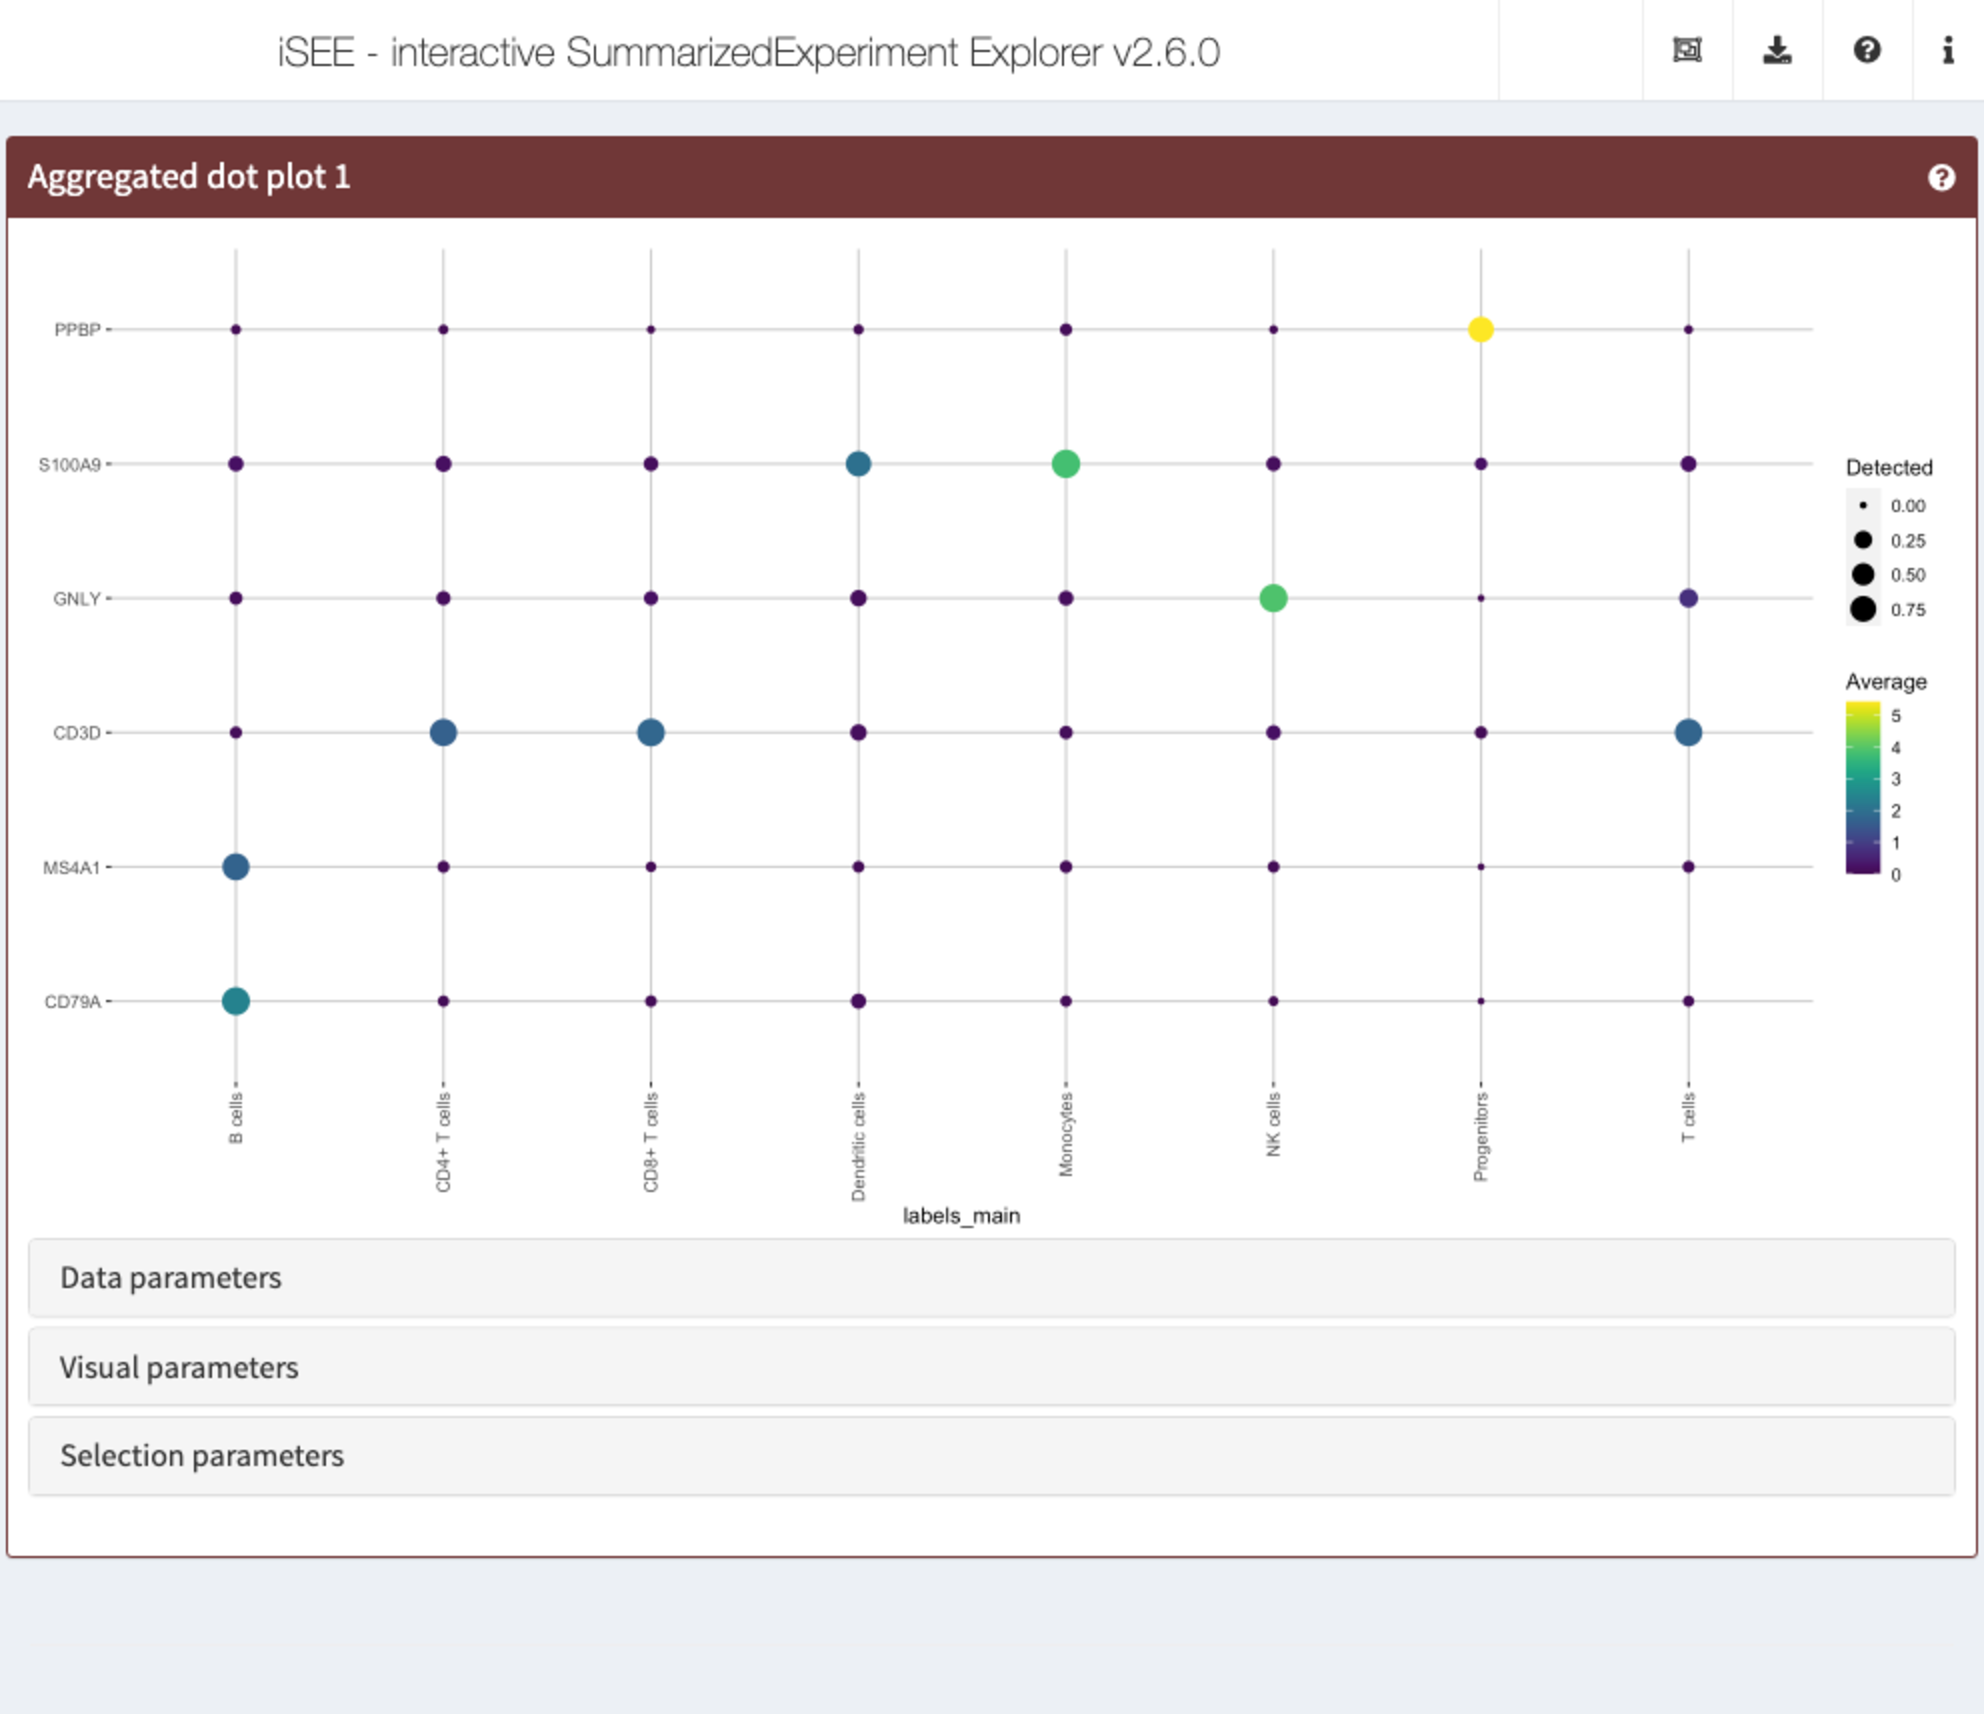 iSEE - interactive SummarizedExperiment Explorer v2.6.0
Aggregated dot plot 1
PPBP
S100A9
GNLY
CD3D
MS4A1
CD79A
B cells
CD4+ T cells
CD8+ T cells
Dendritic cells
Monocytes
NK cells
Progenitors
T cells
labels_main
Detected
0.00
0.25
0.50
0.75
Average
5
4
3
2
1
0
Data parameters
Visual parameters
Selection parameters